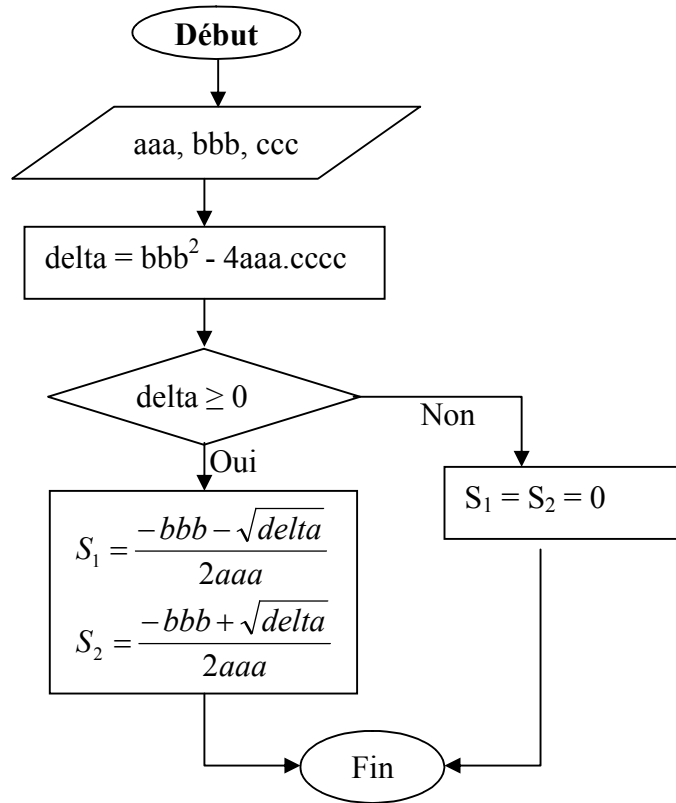 Début
aaa, bbb, ccc
delta = bbb² - 4aaa.cccc
delta ≥ 0
Non
Oui
S₁ = S₂ = 0
S₁ = (-bbb - √delta) / 2aaa
S₂ = (-bbb + √delta) / 2aaa
Fin